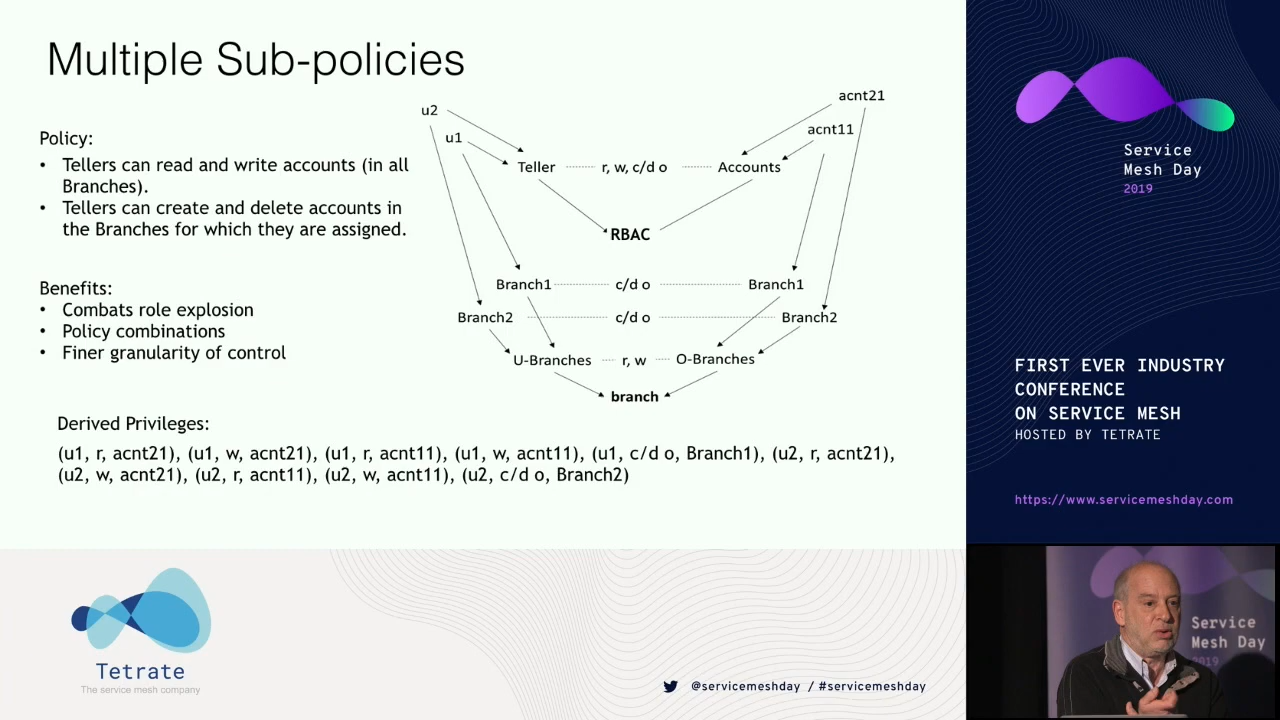 Multiple Sub-policies
Policy:
• Tellers can read and write accounts (in all
Branches).
• Tellers can create and delete accounts in
the Branches for which they are assigned.
Benefits:
• Combats role explosion
• Policy combinations
• Finer granularity of control
u2
u1
acnt21
acnt11
Teller r, w, c/d o Accounts
RBAC
Branch1 c/d o Branch1
Branch2 c/d o Branch2
U-Branches r, w O-Branches
branch
Derived Privileges:
(u1, r, acnt21), (u1, w, acnt21), (u1, r, acnt11), (u1, w, acnt11), (u1, c/d o, Branch1), (u2, r, acnt21),
(u2, w, acnt21), (u2, r, acnt11), (u2, w, acnt11), (u2, c/d o, Branch2)
Service
Mesh Day
2019
FIRST EVER INDUSTRY
CONFERENCE
ON SERVICE MESH
HOSTED BY TETRATE
https://www.servicemeshday.com
Tetrate
The service mesh company
@servicemeshday / #servicemeshday
Service
Mesh Day
2019